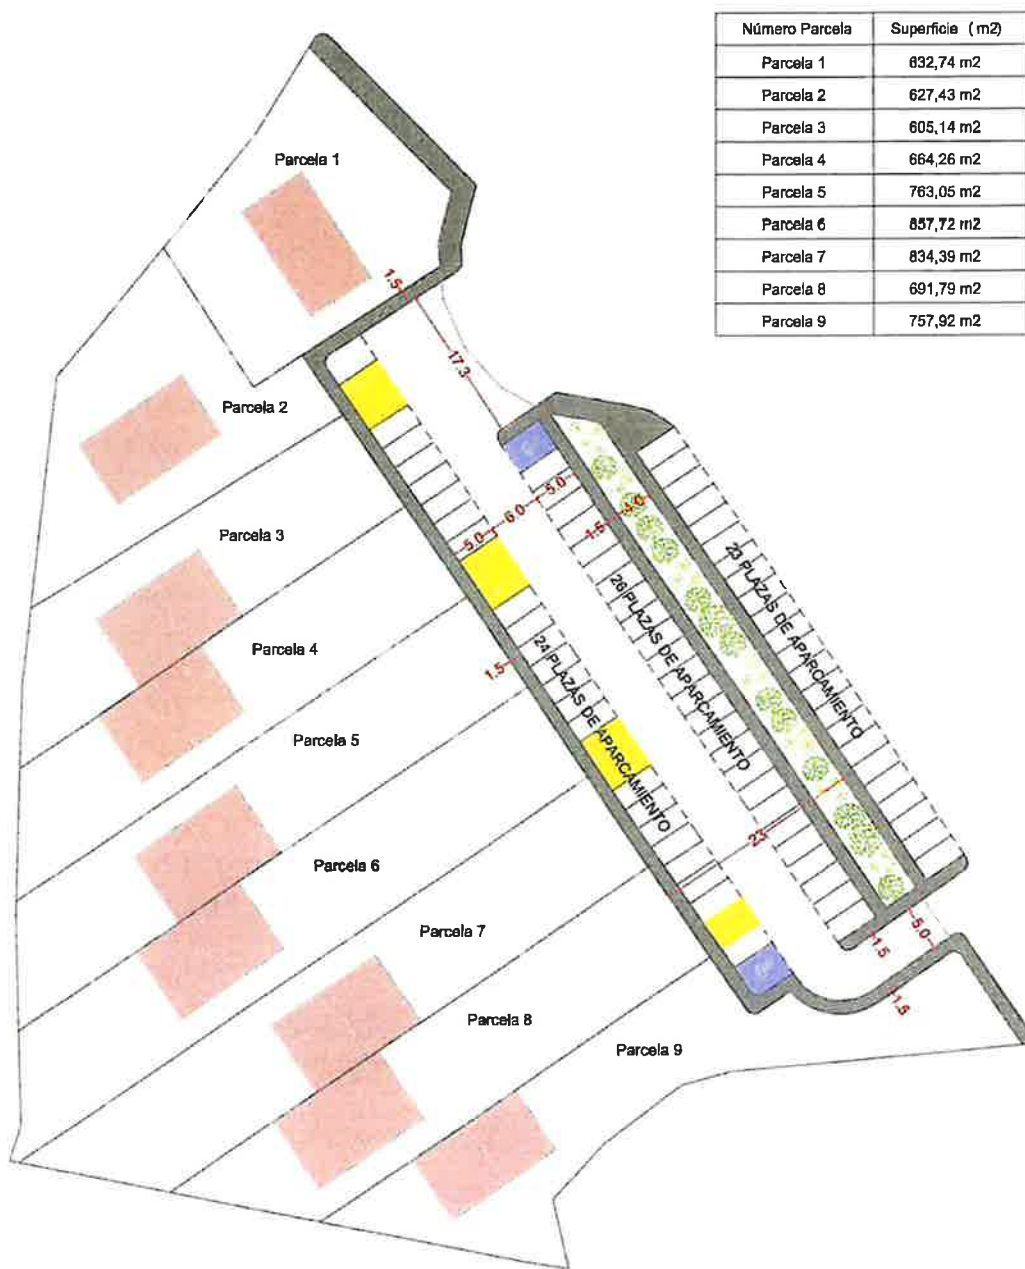 Número Parcela Superficie (m2)
Parcela 1 632,74 m2
Parcela 2 627,43 m2
Parcela 3 605,14 m2
Parcela 4 664,26 m2
Parcela 5 763,05 m2
Parcela 6 857,72 m2
Parcela 7 834,39 m2
Parcela 8 691,79 m2
Parcela 9 757,92 m2
Parcela 1
1.5
17.3
Parcela 2
Parcela 3
5.0
6.0
5.0
1.5
4.0
Parcela 4
1.5
24 PLAZAS DE APARCAMIENTO
26 PLAZAS DE APARCAMIENTO
23 PLAZAS DE APARCAMIENTO
Parcela 5
23
Parcela 6
Parcela 7
1.5
5.0
1.5
Parcela 8
Parcela 9